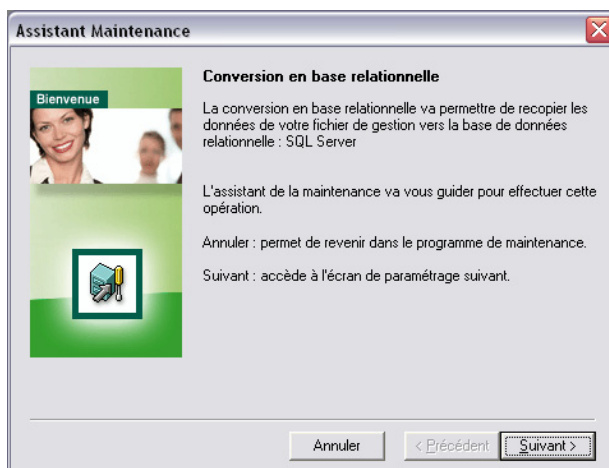 Assistant Maintenance
Bienvenue
Conversion en base relationnelle
La conversion en base relationnelle va permettre de recopier les
données de votre fichier de gestion vers la base de données
relationnelle : SQL Server
L'assistant de la maintenance va vous guider pour effectuer cette
opération.
Annuler : permet de revenir dans le programme de maintenance.
Suivant : accède à l'écran de paramétrage suivant.
Annuler
< Précédent
Suivant >